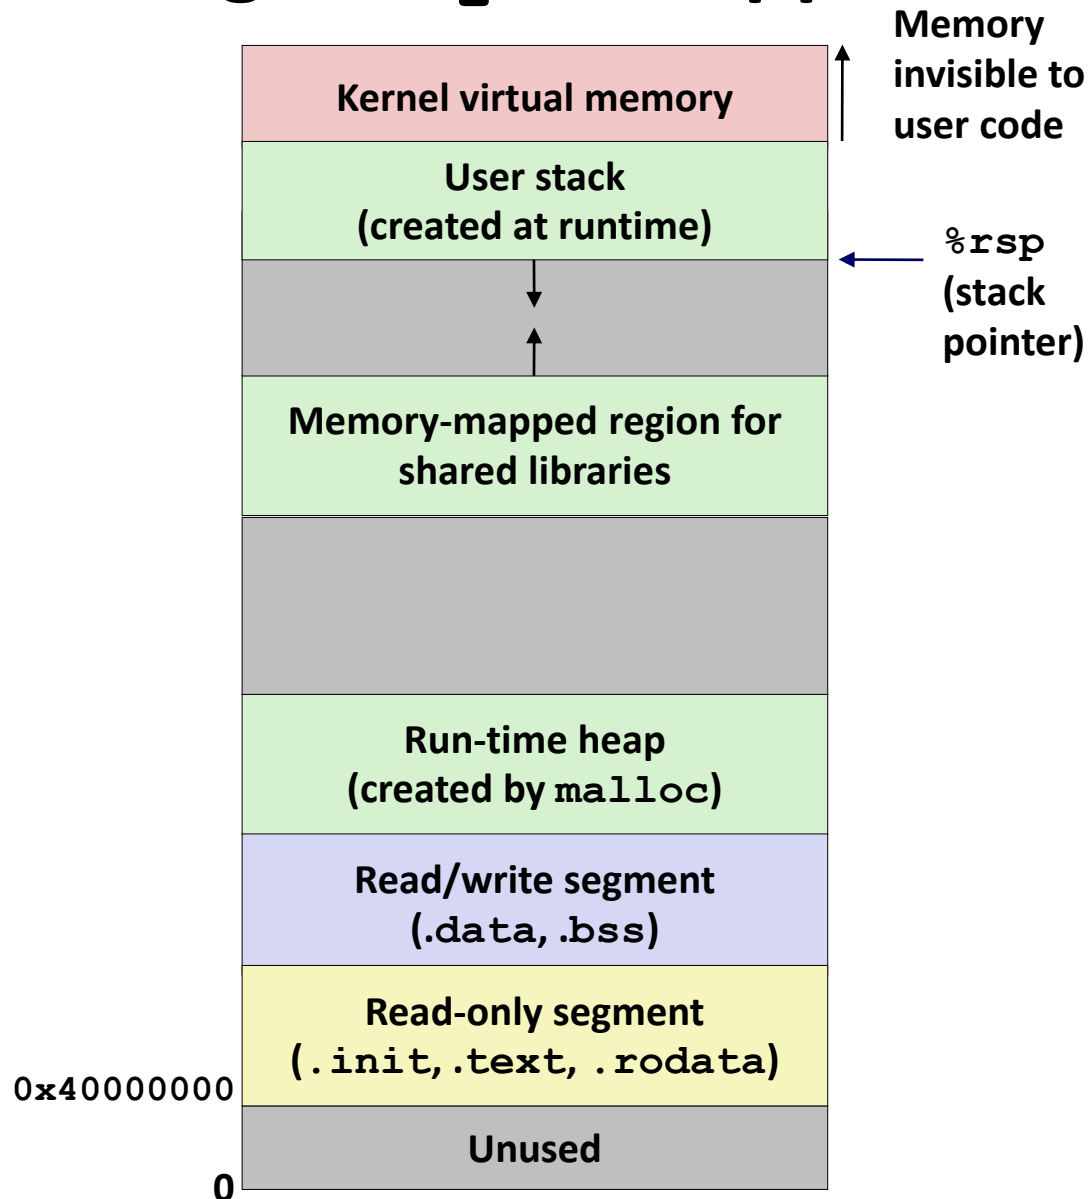 Memory
invisible to
user code
Kernel virtual memory
User stack
(created at runtime)
%rsp
(stack
pointer)
Memory-mapped region for
shared libraries
Run-time heap
(created by malloc)
Read/write segment
(.data, .bss)
Read-only segment
(.init, .text, .rodata)
0x40000000
Unused
0